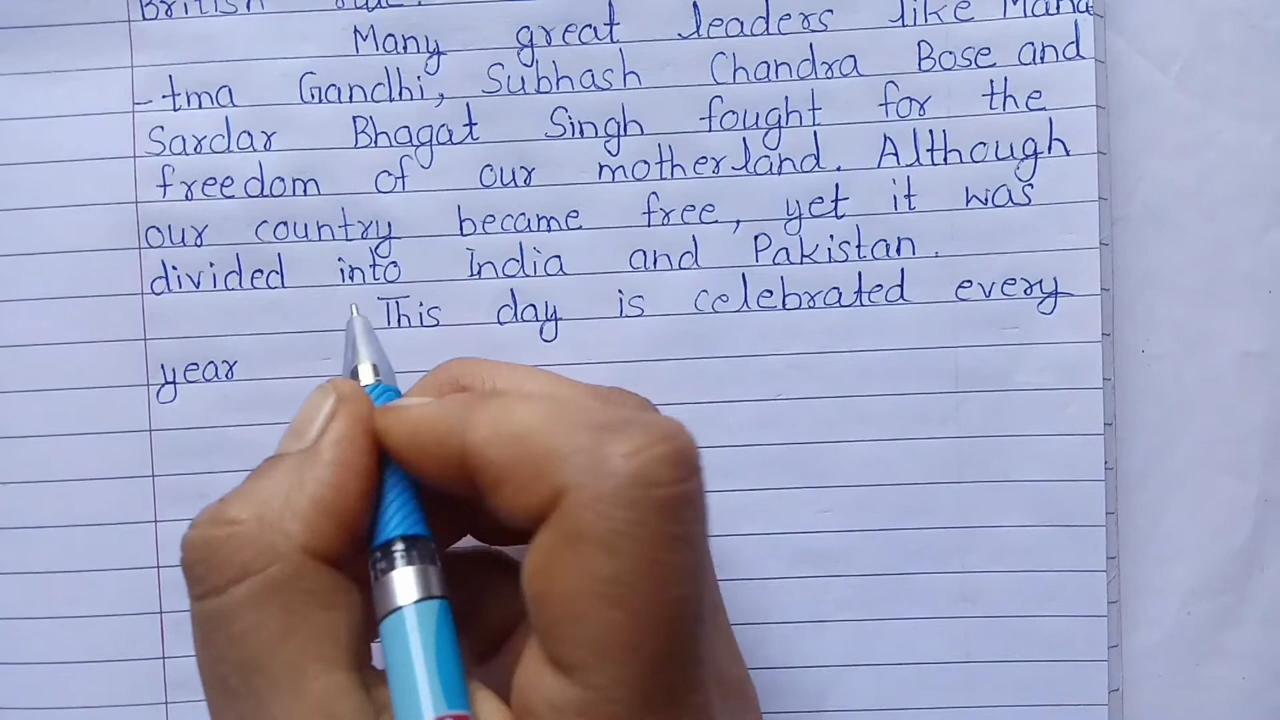 British rule.
Many great leaders like Maha
-tma Gandhi, Subhash Chandra Bose and
Sardar Bhagat Singh fought for the
freedom of our motherland. Although
our country became free, yet it was
divided into India and Pakistan.
This day is celebrated every
year